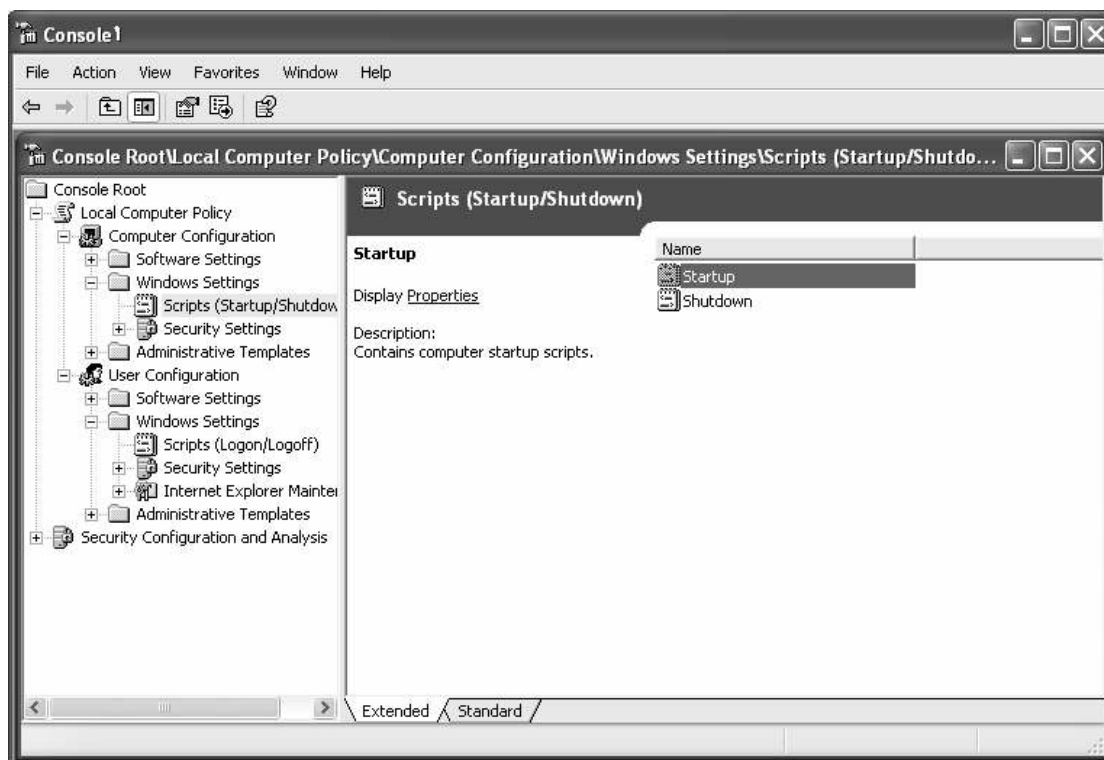 Console1
File Action View Favorites Window Help
Console Root\Local Computer Policy\Computer Configuration\Windows Settings\Scripts (Startup/Shutdo...
Console Root
Local Computer Policy
Computer Configuration
Software Settings
Windows Settings
Scripts (Startup/Shutdow
Security Settings
Administrative Templates
User Configuration
Software Settings
Windows Settings
Scripts (Logon/Logoff)
Security Settings
Internet Explorer Mainter
Administrative Templates
Security Configuration and Analysis
Scripts (Startup/Shutdown)
Startup
Display Properties
Description:
Contains computer startup scripts.
Name
Startup
Shutdown
Extended Standard